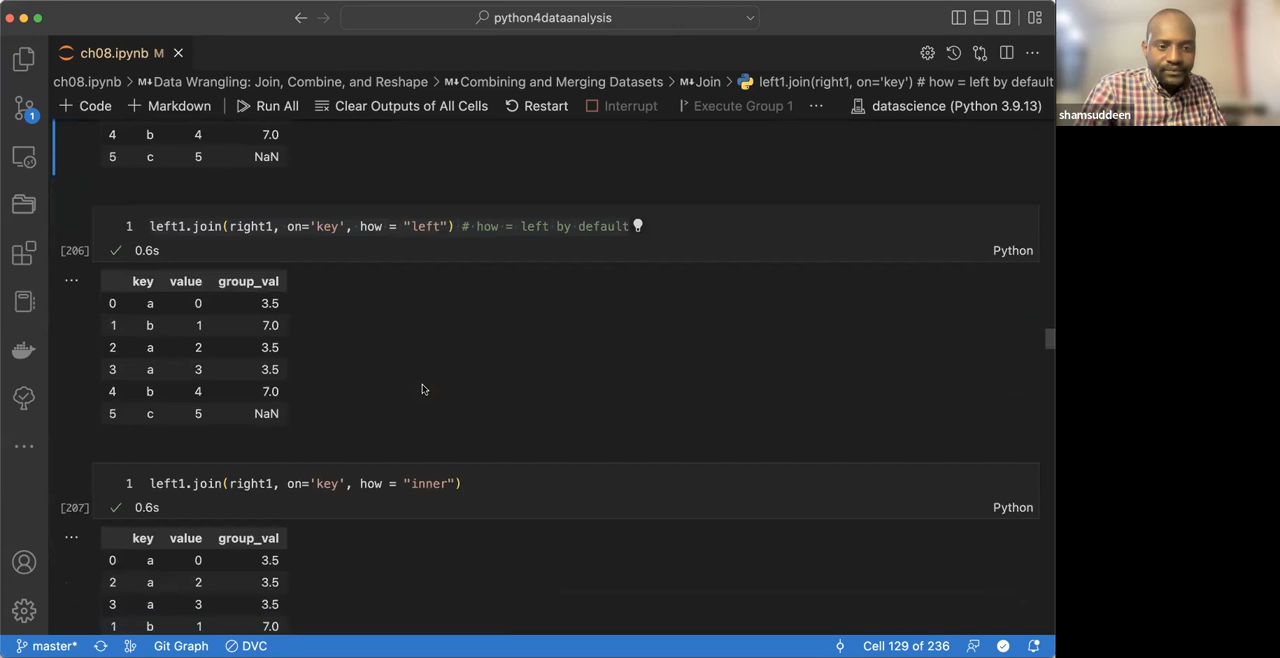 python4dataanalysis
ch08.ipynb M
ch08.ipynb > M↓Data Wrangling: Join, Combine, and Reshape > M↓Combining and Merging Datasets > M↓Join > left1.join(right1, on='key') # how = left by default
+ Code + Markdown Run All Clear Outputs of All Cells Restart Interrupt Execute Group 1 ... datascience (Python 3.9.13)
1
4 b 4 7.0
5 c 5 NaN
1 left1.join(right1, on='key', how = "left") # how = left by default
[206] 0.6s Python
... key value group_val
0 a 0 3.5
1 b 1 7.0
2 a 2 3.5
3 a 3 3.5
4 b 4 7.0
5 c 5 NaN
1 left1.join(right1, on='key', how = "inner")
[207] 0.6s Python
... key value group_val
0 a 0 3.5
2 a 2 3.5
3 a 3 3.5
1 b 1 7.0
master* Git Graph DVC Cell 129 of 236
shamsuddeen